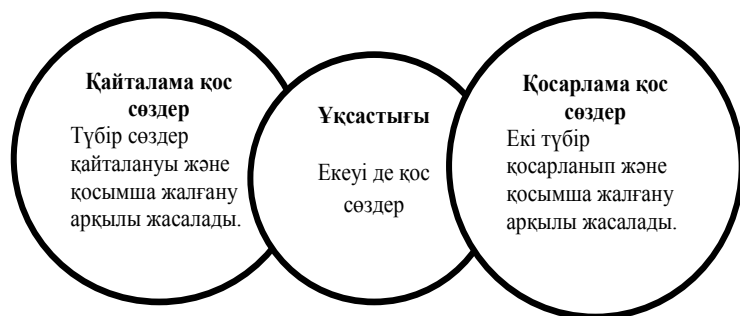 Қайталама қос
сөздер
Түбір сөздер
қайталануы және
қосымша жалғану
арқылы жасалады.
Ұқсастығы
Екеуі де қос
сөздер
Қосарлама қос
сөздер
Екі түбір
қосарланып және
қосымша жалғану
арқылы жасалады.